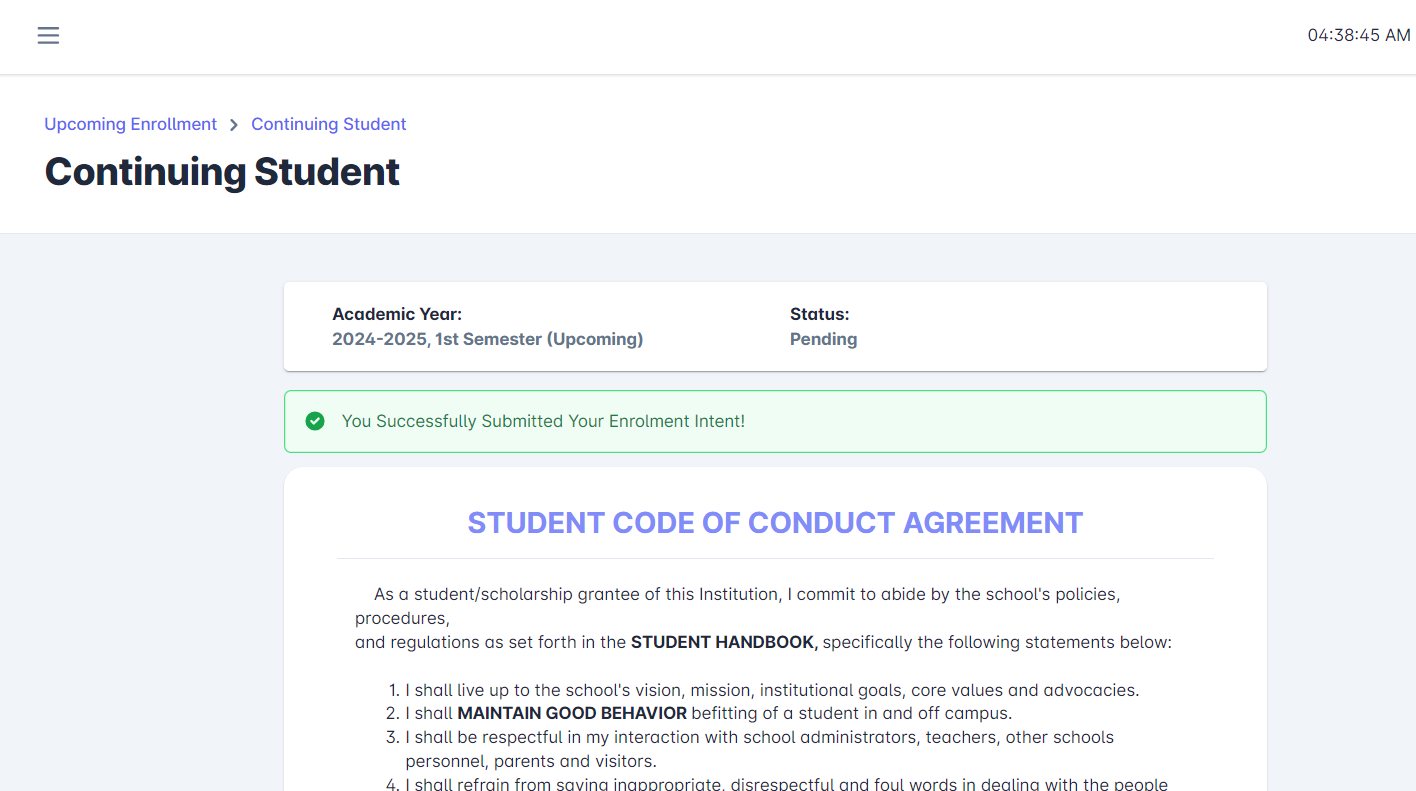 04:38:45 AM
Upcoming Enrollment > Continuing Student
Continuing Student
Academic Year:
2024-2025, 1st Semester (Upcoming)
Status:
Pending
You Successfully Submitted Your Enrolment Intent!
STUDENT CODE OF CONDUCT AGREEMENT
As a student/scholarship grantee of this Institution, I commit to abide by the school's policies,
procedures,
and regulations as set forth in the STUDENT HANDBOOK, specifically the following statements below:
1. I shall live up to the school's vision, mission, institutional goals, core values and advocacies.
2. I shall MAINTAIN GOOD BEHAVIOR befitting of a student in and off campus.
3. I shall be respectful in my interaction with school administrators, teachers, other schools
personnel, parents and visitors.
4. I shall refrain from saying inappropriate, disrespectful and foul words in dealing with the people